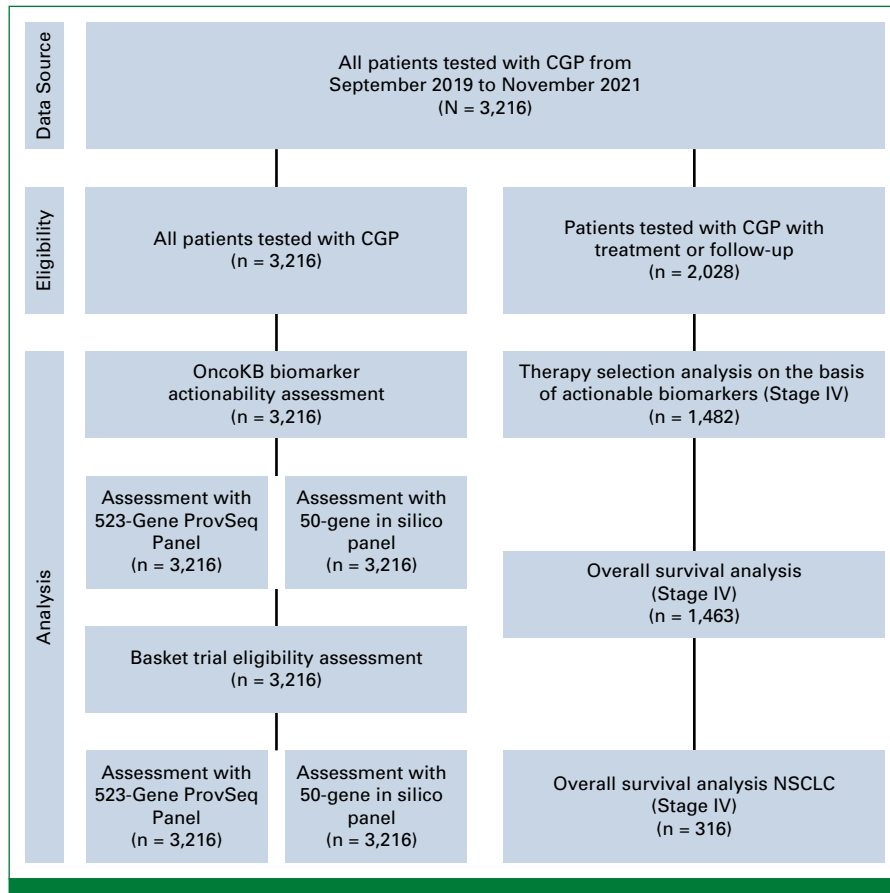 Data Source
All patients tested with CGP from
September 2019 to November 2021
(N = 3,216)
Eligibility
All patients tested with CGP
(n = 3,216)
Patients tested with CGP with
treatment or follow-up
(n = 2,028)
Analysis
OncoKB biomarker
actionability assessment
(n = 3,216)
Therapy selection analysis on the basis
of actionable biomarkers (Stage IV)
(n = 1,482)
Assessment with
523-Gene ProvSeq
Panel
(n = 3,216)
Assessment with
50-gene in silico
panel
(n = 3,216)
Overall survival analysis
(Stage IV)
(n = 1,463)
Basket trial eligibility assessment
(n = 3,216)
Assessment with
523-Gene ProvSeq
Panel
(n = 3,216)
Assessment with
50-gene in silico
panel
(n = 3,216)
Overall survival analysis NSCLC
(Stage IV)
(n = 316)